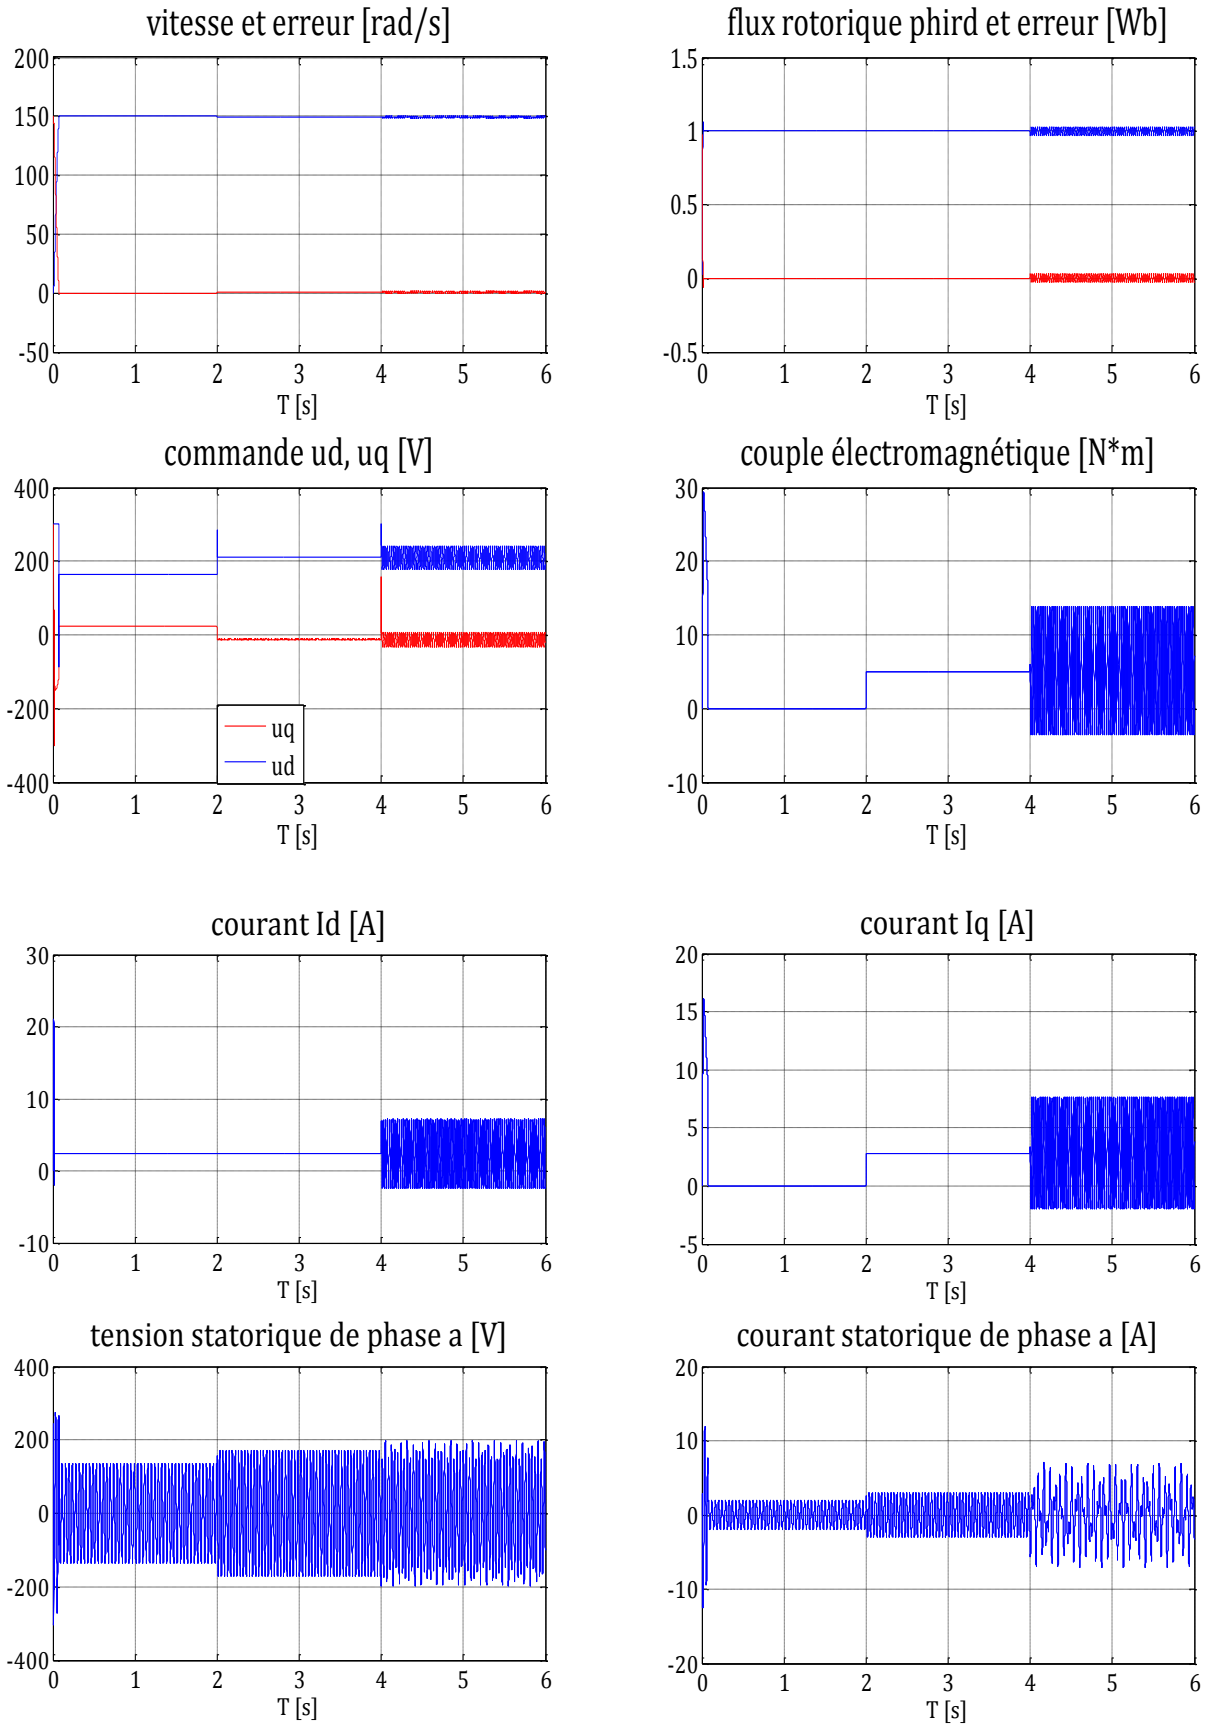 vitesse et erreur [rad/s]
200
150
100
50
0
-50
0 1 2 3 4 5 6
T [s]
flux rotorique phird et erreur [Wb]
1.5
1
0.5
0
-0.5
0 1 2 3 4 5 6
T [s]
commande ud, uq [V]
400
200
0
-200
-400
uq
ud
0 1 2 3 4 5 6
T [s]
couple électromagnétique [N*m]
30
20
10
0
-10
0 1 2 3 4 5 6
T [s]
courant Id [A]
30
20
10
0
-10
0 1 2 3 4 5 6
T [s]
courant Iq [A]
20
15
10
5
0
-5
0 1 2 3 4 5 6
T [s]
tension statorique de phase a [V]
400
200
0
-200
-400
0 1 2 3 4 5 6
T [s]
courant statorique de phase a [A]
20
10
0
-10
-20
0 1 2 3 4 5 6
T [s]